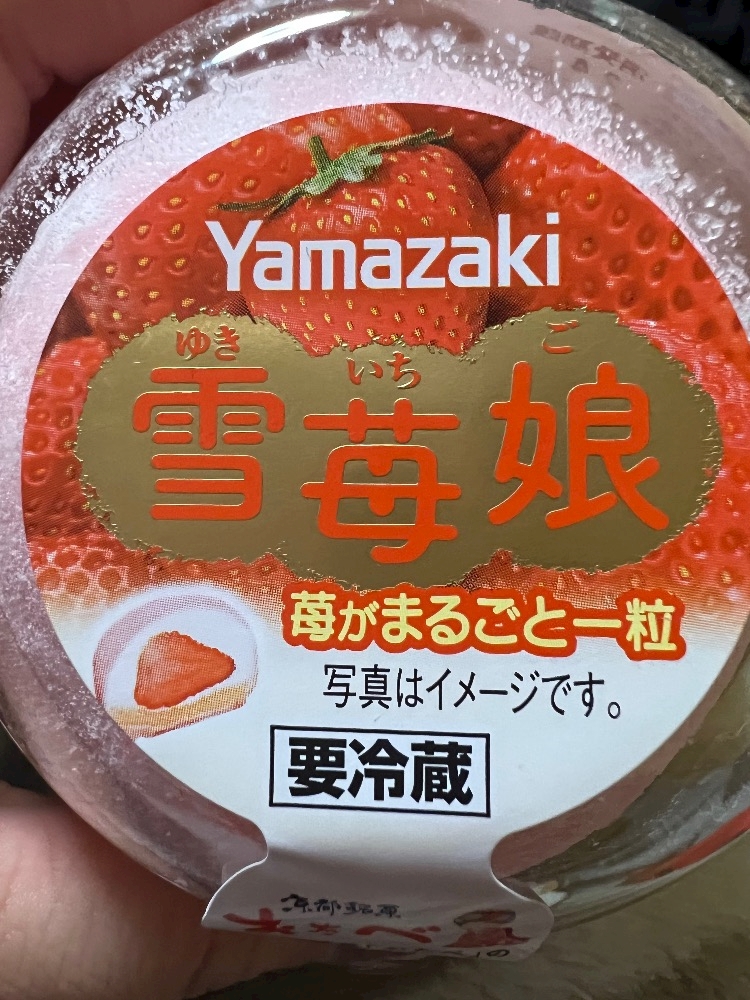 Yamazaki
ゆき いち ご
雪苺娘
苺がまるごと一粒
写真はイメージです。
要冷蔵